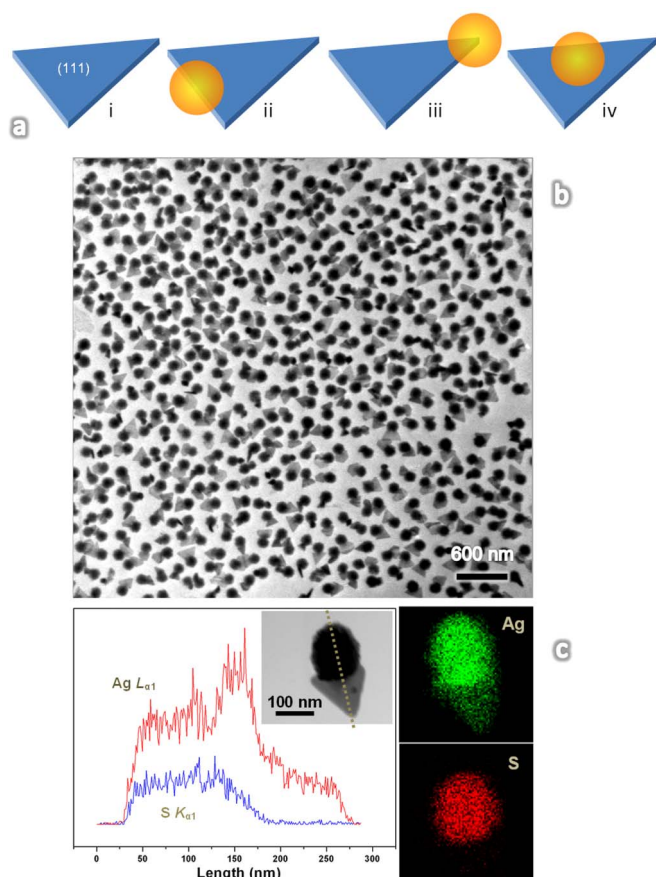 (111)
i
ii
iii
iv
a
b
600 nm
Ag Lα1
100 nm
S Kα1
0 50 100 150 200 250 300
Length (nm)
Ag
S
c